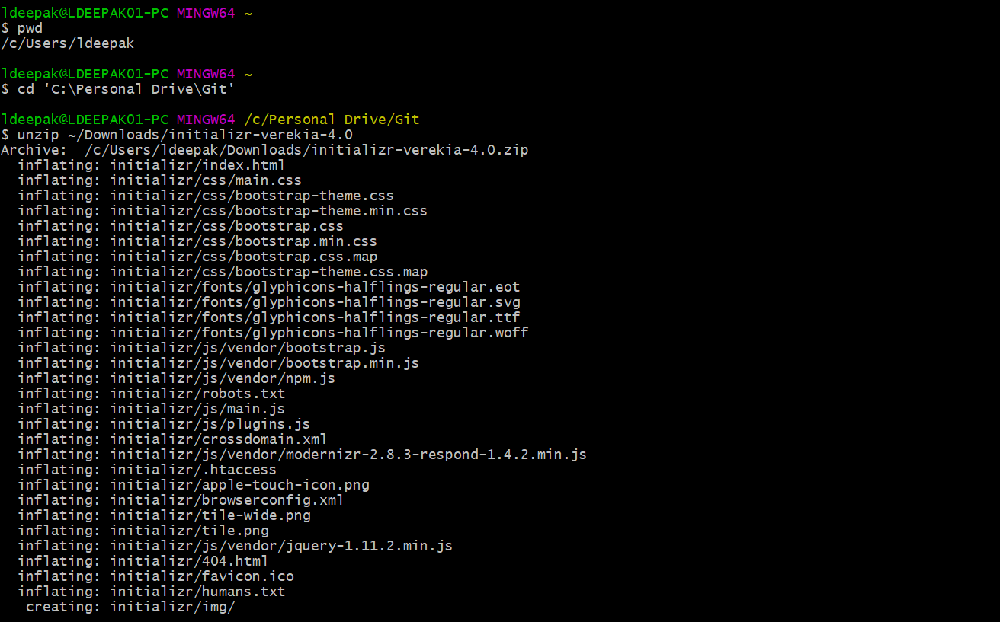 ldeepak@LDEEPAK01-PC MINGW64 ~
$ pwd
/c/Users/ldeepak

ldeepak@LDEEPAK01-PC MINGW64 ~
$ cd 'C:\Personal Drive\Git'

ldeepak@LDEEPAK01-PC MINGW64 /c/Personal Drive/Git
$ unzip ~/Downloads/initializr-verekia-4.0
Archive:  /c/Users/ldeepak/Downloads/initializr-verekia-4.0.zip
  inflating: initializr/index.html
  inflating: initializr/css/main.css
  inflating: initializr/css/bootstrap-theme.css
  inflating: initializr/css/bootstrap-theme.min.css
  inflating: initializr/css/bootstrap.css
  inflating: initializr/css/bootstrap.min.css
  inflating: initializr/css/bootstrap.css.map
  inflating: initializr/css/bootstrap-theme.css.map
  inflating: initializr/fonts/glyphicons-halflings-regular.eot
  inflating: initializr/fonts/glyphicons-halflings-regular.svg
  inflating: initializr/fonts/glyphicons-halflings-regular.ttf
  inflating: initializr/fonts/glyphicons-halflings-regular.woff
  inflating: initializr/js/vendor/bootstrap.js
  inflating: initializr/js/vendor/bootstrap.min.js
  inflating: initializr/js/vendor/npm.js
  inflating: initializr/robots.txt
  inflating: initializr/js/main.js
  inflating: initializr/js/plugins.js
  inflating: initializr/crossdomain.xml
  inflating: initializr/js/vendor/modernizr-2.8.3-respond-1.4.2.min.js
  inflating: initializr/.htaccess
  inflating: initializr/apple-touch-icon.png
  inflating: initializr/browserconfig.xml
  inflating: initializr/tile-wide.png
  inflating: initializr/tile.png
  inflating: initializr/js/vendor/jquery-1.11.2.min.js
  inflating: initializr/404.html
  inflating: initializr/favicon.ico
  inflating: initializr/humans.txt
   creating: initializr/img/